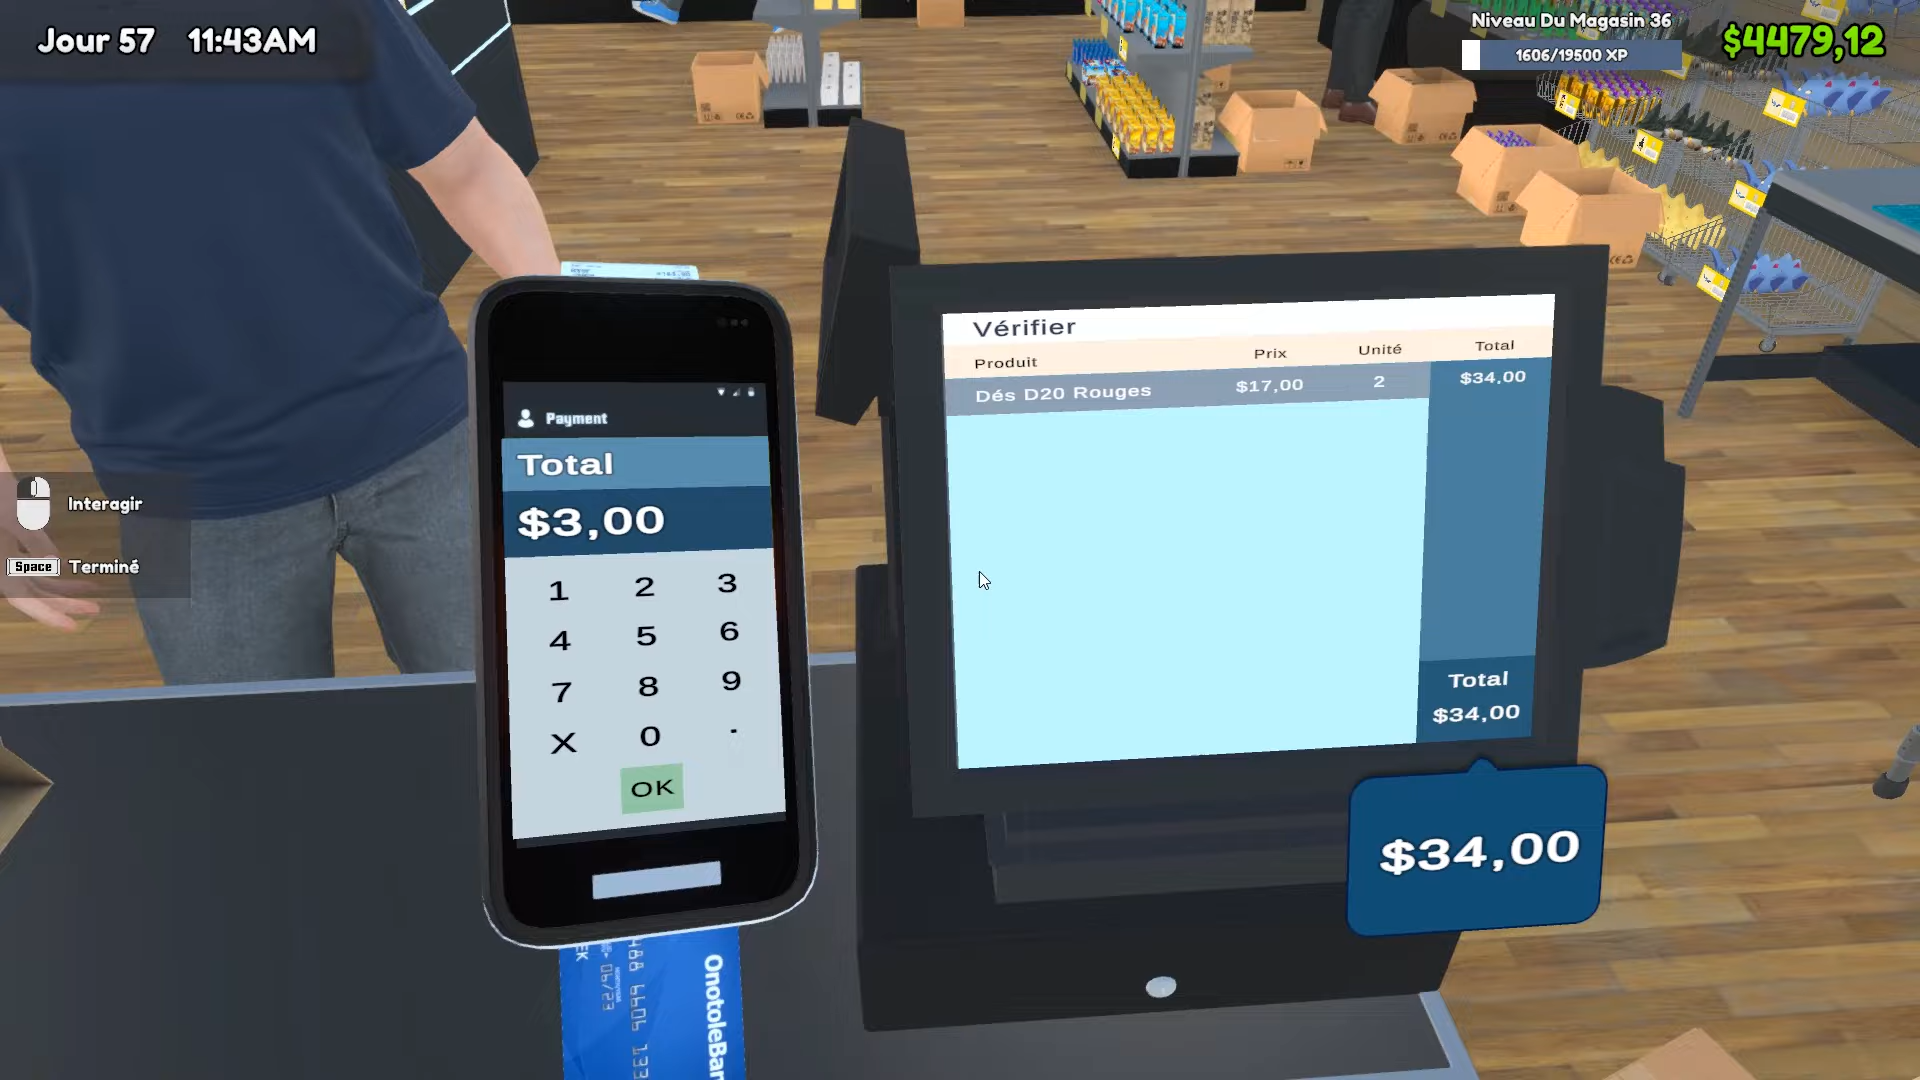 Jour 57 11:43AM
Niveau Du Magasin 36
1606/19500 XP
$4479,12
Interagir
Space Terminé
Payment
Total
$3,00
1 2 3
4 5 6
7 8 9
X 0 .
OK
Vérifier
Produit Prix Unité Total
Dés D20 Rouges $17,00 2 $34,00
Total
$34,00
$34,00